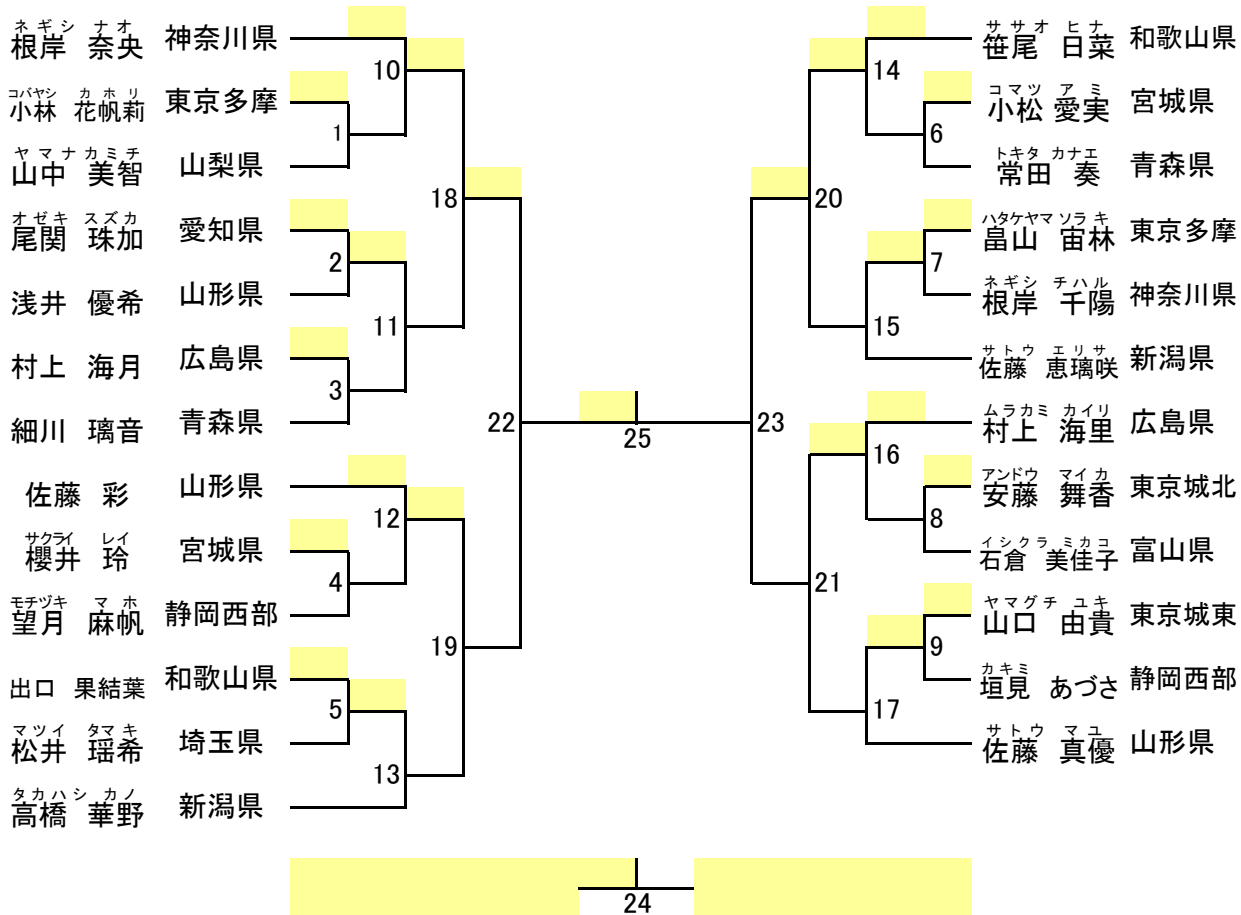 ネギシ ナオ
根岸 奈央 神奈川県
10
コバヤシ カホリ
小林 花帆莉 東京多摩
1
ヤマナカミチ
山中 美智 山梨県
18
オゼキ スズカ
尾関 珠加 愛知県
2
浅井 優希 山形県
11
村上 海月 広島県
3
細川 璃音 青森県
22
佐藤 彩 山形県
12
サクライ レイ
櫻井 玲 宮城県
4
モチヅキ マホ
望月 麻帆 静岡西部
19
出口 果結葉 和歌山県
5
マツイ タマキ
松井 瑶希 埼玉県
13
タカハシ カノ
高橋 華野 新潟県
25
ササオ ヒナ
笹尾 日菜 和歌山県
14
コマツ アミ
小松 愛実 宮城県
6
トキタ カナエ
常田 奏 青森県
20
ハタケヤマ ソラキ
畠山 宙林 東京多摩
7
ネギシ チハル
根岸 千陽 神奈川県
15
サトウ エリサ
佐藤 恵璃咲 新潟県
23
ムラカミ カイリ
村上 海里 広島県
16
アンドウ マイカ
安藤 舞香 東京城北
8
イシクラ ミカコ
石倉 美佳子 富山県
21
ヤマグチ ユキ
山口 由貴 東京城東
9
カキミ
垣見 あづさ 静岡西部
17
サトウ マユ
佐藤 真優 山形県
24